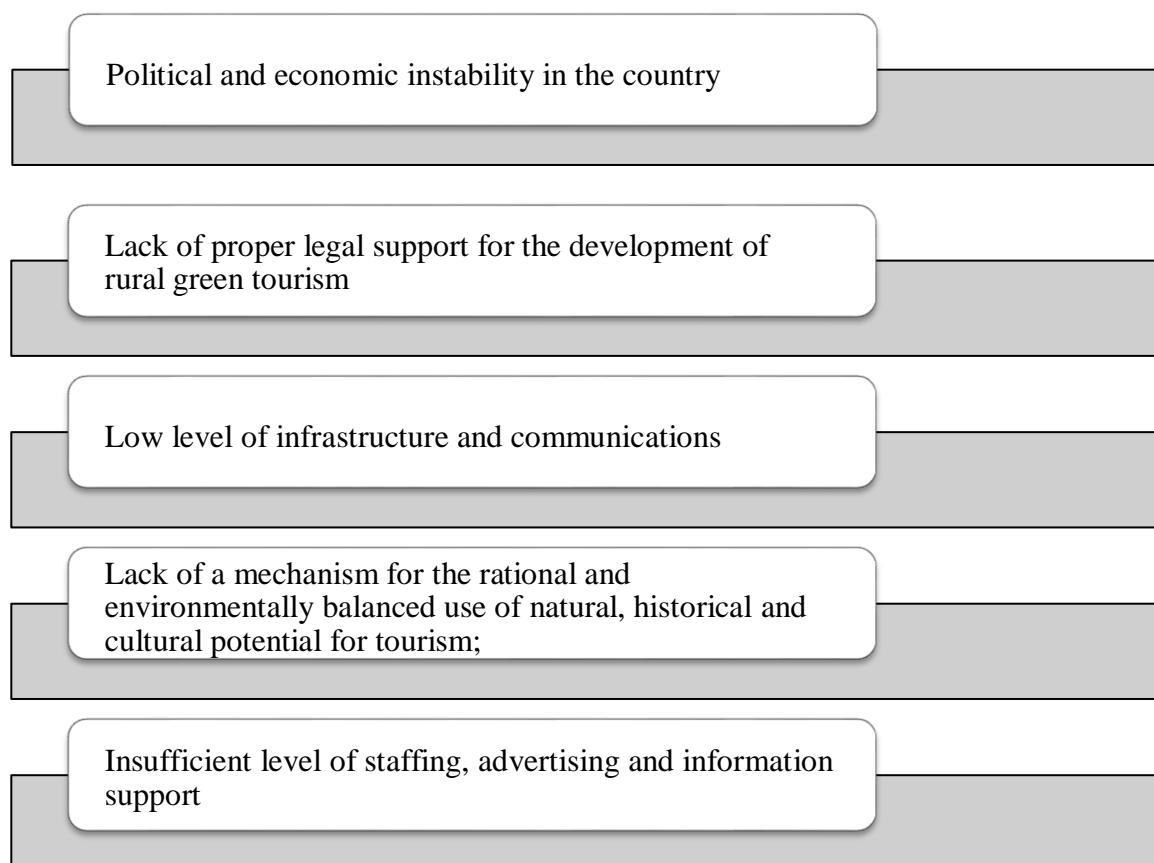 Political and economic instability in the country
Lack of proper legal support for the development of
rural green tourism
Low level of infrastructure and communications
Lack of a mechanism for the rational and
environmentally balanced use of natural, historical and
cultural potential for tourism;
Insufficient level of staffing, advertising and information
support